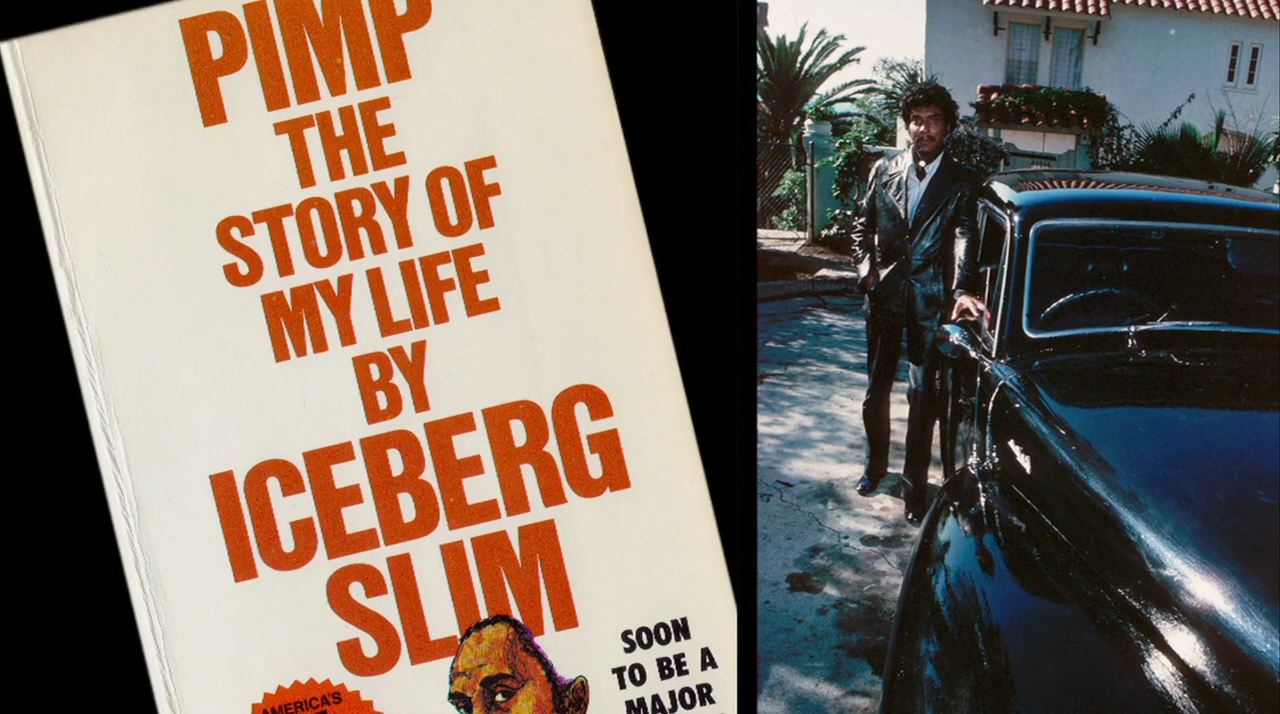 PIMP
THE
STORY OF
MY LIFE
BY
ICEBERG
SLIM
AMERICA'S
SOON
TO BE A
MAJOR